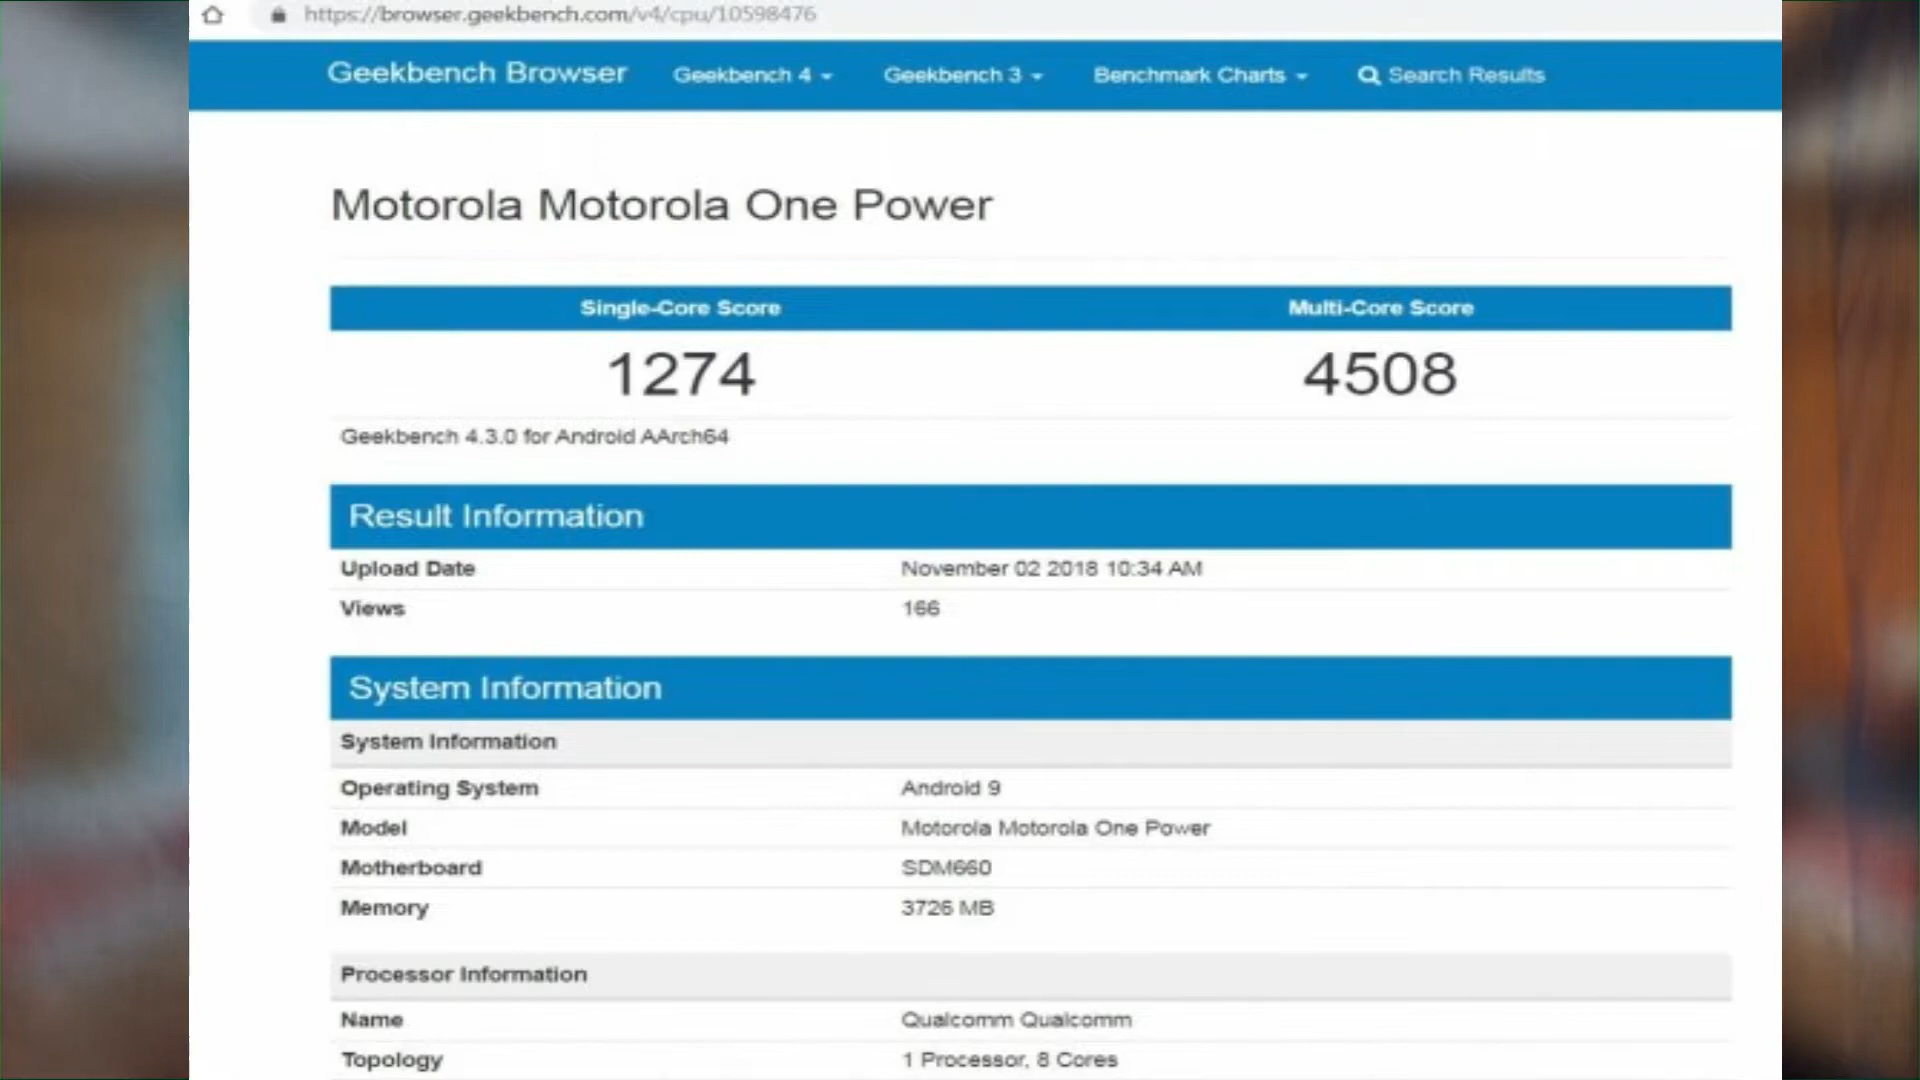 https://browser.geekbench.com/v4/cpu/10598476
Geekbench Browser Geekbench 4 Geekbench 3 Benchmark Charts Search Results
Motorola Motorola One Power
Single-Core Score Multi-Core Score
1274 4508
Geekbench 4.3.0 for Android AArch64
Result Information
Upload Date November 02 2018 10:34 AM
Views 166
System Information
System Information
Operating System Android 9
Model Motorola Motorola One Power
Motherboard SDM660
Memory 3726 MB
Processor Information
Name Qualcomm Qualcomm
Topology 1 Processor, 8 Cores